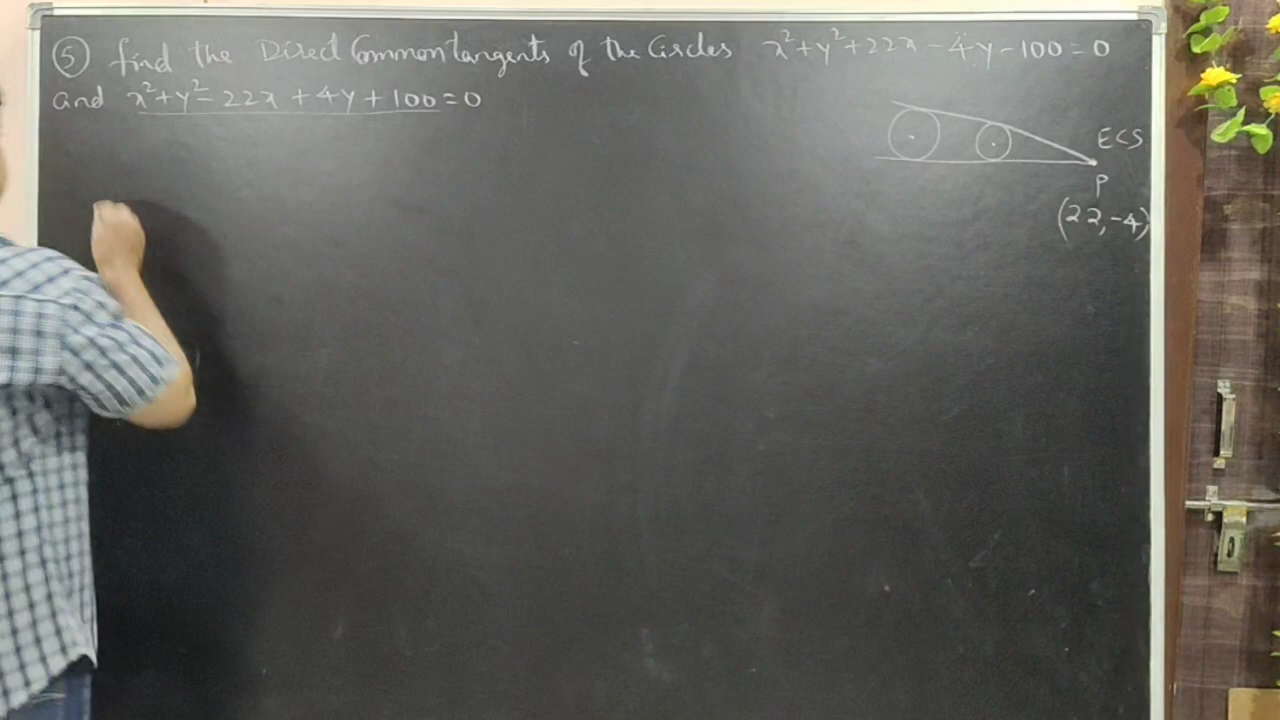 ⑤ find the Direct Common tangents of the Circles x²+y²+22x-4y-100=0
and x²+y²-22x+4y+100=0
ECS
P
(22,-4)